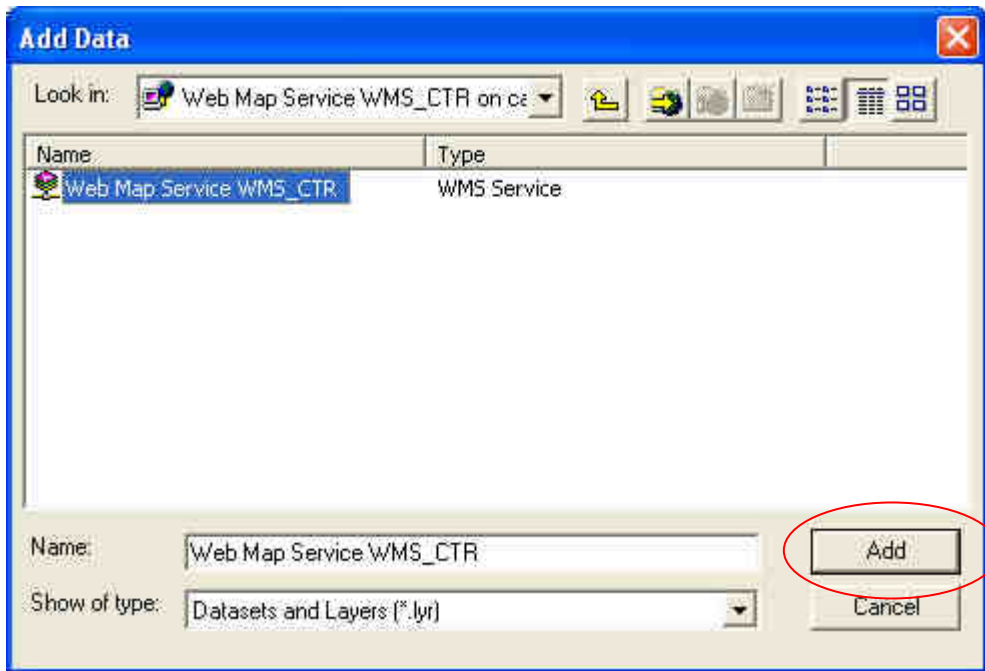 Add Data
Look in: Web Map Service WMS_CTR on ca
Name Type
Web Map Service WMS_CTR WMS Service
Name: Web Map Service WMS_CTR Add
Show of type: Datasets and Layers (*.lyr) Cancel